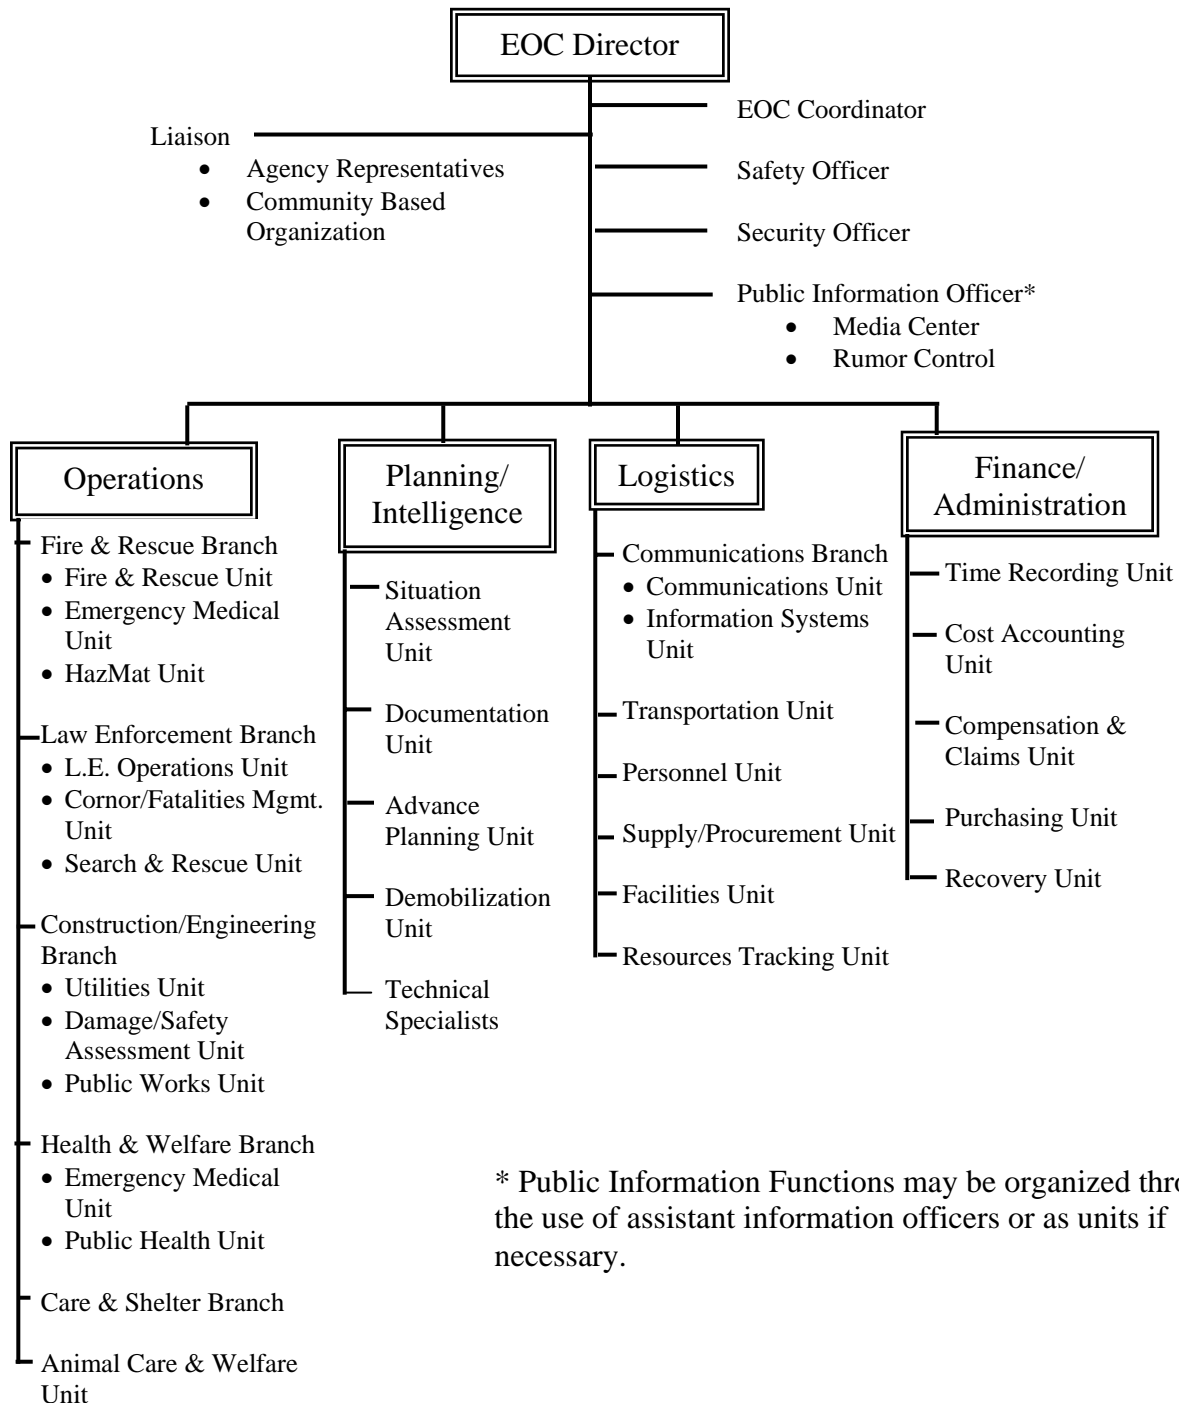 EOC Director
EOC Coordinator
Liaison
• Agency Representatives
• Community Based
Organization
Safety Officer
Security Officer
Public Information Officer*
• Media Center
• Rumor Control
Operations
Fire & Rescue Branch
• Fire & Rescue Unit
• Emergency Medical
Unit
• HazMat Unit
Law Enforcement Branch
• L.E. Operations Unit
• Cornor/Fatalities Mgmt.
Unit
• Search & Rescue Unit
Construction/Engineering
Branch
• Utilities Unit
• Damage/Safety
Assessment Unit
• Public Works Unit
Health & Welfare Branch
• Emergency Medical
Unit
• Public Health Unit
Care & Shelter Branch
Animal Care & Welfare
Unit
Planning/
Intelligence
Situation
Assessment
Unit
Documentation
Unit
Advance
Planning Unit
Demobilization
Unit
Technical
Specialists
Logistics
Communications Branch
• Communications Unit
• Information Systems
Unit
Transportation Unit
Personnel Unit
Supply/Procurement Unit
Facilities Unit
Resources Tracking Unit
Finance/
Administration
Time Recording Unit
Cost Accounting
Unit
Compensation &
Claims Unit
Purchasing Unit
Recovery Unit
* Public Information Functions may be organized thro
the use of assistant information officers or as units if
necessary.